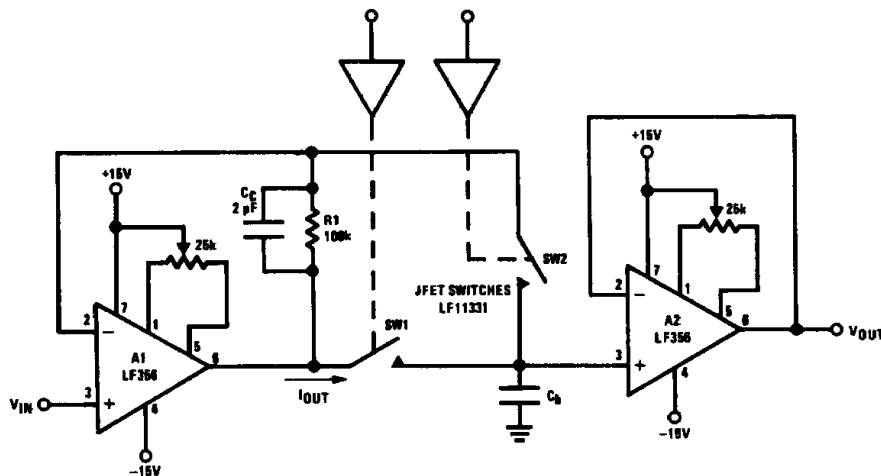 +15V
25k
CC
2 pF
R1
100k
7
2
1
5
−
A1
LF356
6
3
+
4
VIN
−15V
IOUT
SW1
JFET SWITCHES
LF11331
SW2
Ch
+15V
25k
7
2
1
5
−
A2
LF356
6
3
+
4
−15V
VOUT